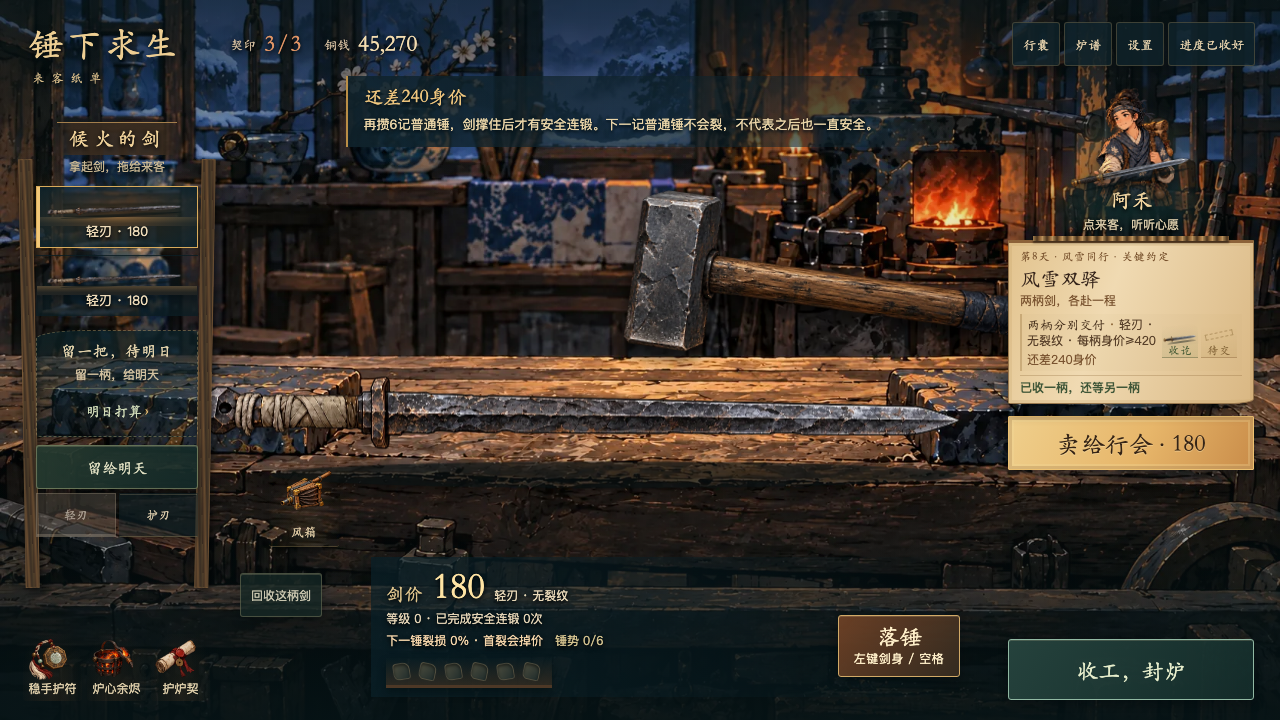 锤下求生
来客纸单
契印 3/3 铜钱 45,270
行囊
炉谱
设置
进度已收好
还差240身价
再攒6记普通锤，剑撑住后才有安全连锻。下一记普通锤不会裂，不代表之后也一直安全。
候火的剑
拿起剑，拖给来客
轻刃 · 180
轻刃 · 180
留一把，待明日
留一柄，给明天
明日打算›
留给明天
轻刃
护刃
风箱
回收这柄剑
稳手护符
炉心余烬
护炉契
剑价 180 轻刃 · 无裂纹
等级 0 · 已完成安全连锻 0次
下一锤裂损 0% · 首裂会掉价 锤势 0/6
落锤
左键剑身 / 空格
阿禾
点来客，听听心愿
第8天 · 风雪同行 · 关键约定
风雪双驿
两柄剑，各赴一程
两柄分别交付 · 轻刃 ·
无裂纹 · 每柄身价≥420
还差240身价
收讫
待交
已收一柄，还等另一柄
卖给行会 · 180
收工，封炉